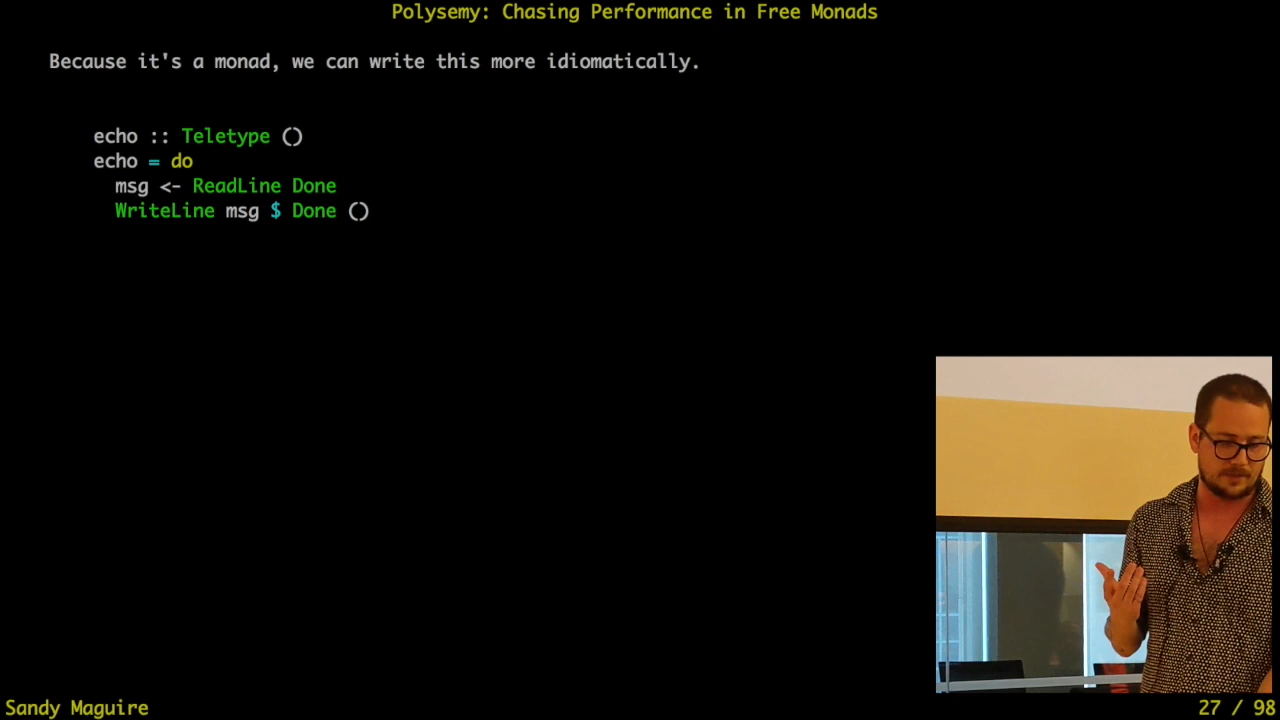 Polysemy: Chasing Performance in Free Monads
Because it's a monad, we can write this more idiomatically.
echo :: Teletype ()
echo = do
  msg <- ReadLine Done
  WriteLine msg $ Done ()
Sandy Maguire
27 / 98